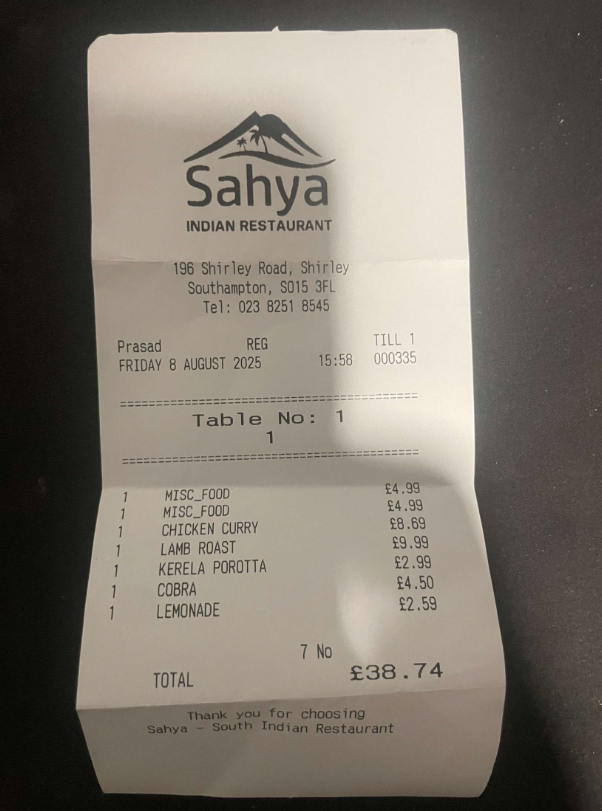 Sahya
INDIAN RESTAURANT
196 Shirley Road, Shirley
Southampton, SO15 3FL
Tel: 023 8251 8545
Prasad REG TILL 1
FRIDAY 8 AUGUST 2025 15:58 000335
========================================
Table No: 1
1
========================================
1 MISC_FOOD £4.99
1 MISC_FOOD £4.99
1 CHICKEN CURRY £8.69
1 LAMB ROAST £9.99
1 KERELA POROTTA £2.99
1 COBRA £4.50
1 LEMONADE £2.59
7 No
TOTAL £38.74
Thank you for choosing
Sahya - South Indian Restaurant